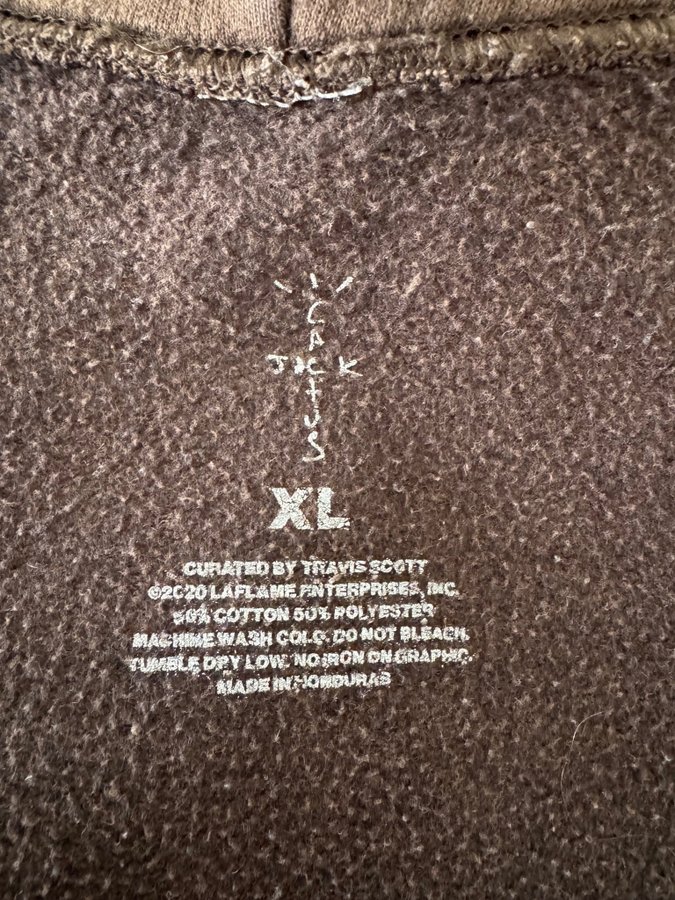 CACTUS
JACK
XL
CURATED BY TRAVIS SCOTT
©2020 LAFLAME ENTERPRISES, INC.
50% COTTON 50% POLYESTER
MACHINE WASH COLD. DO NOT BLEACH.
TUMBLE DRY LOW. NO IRON ON GRAPHIC.
MADE IN HONDURAS